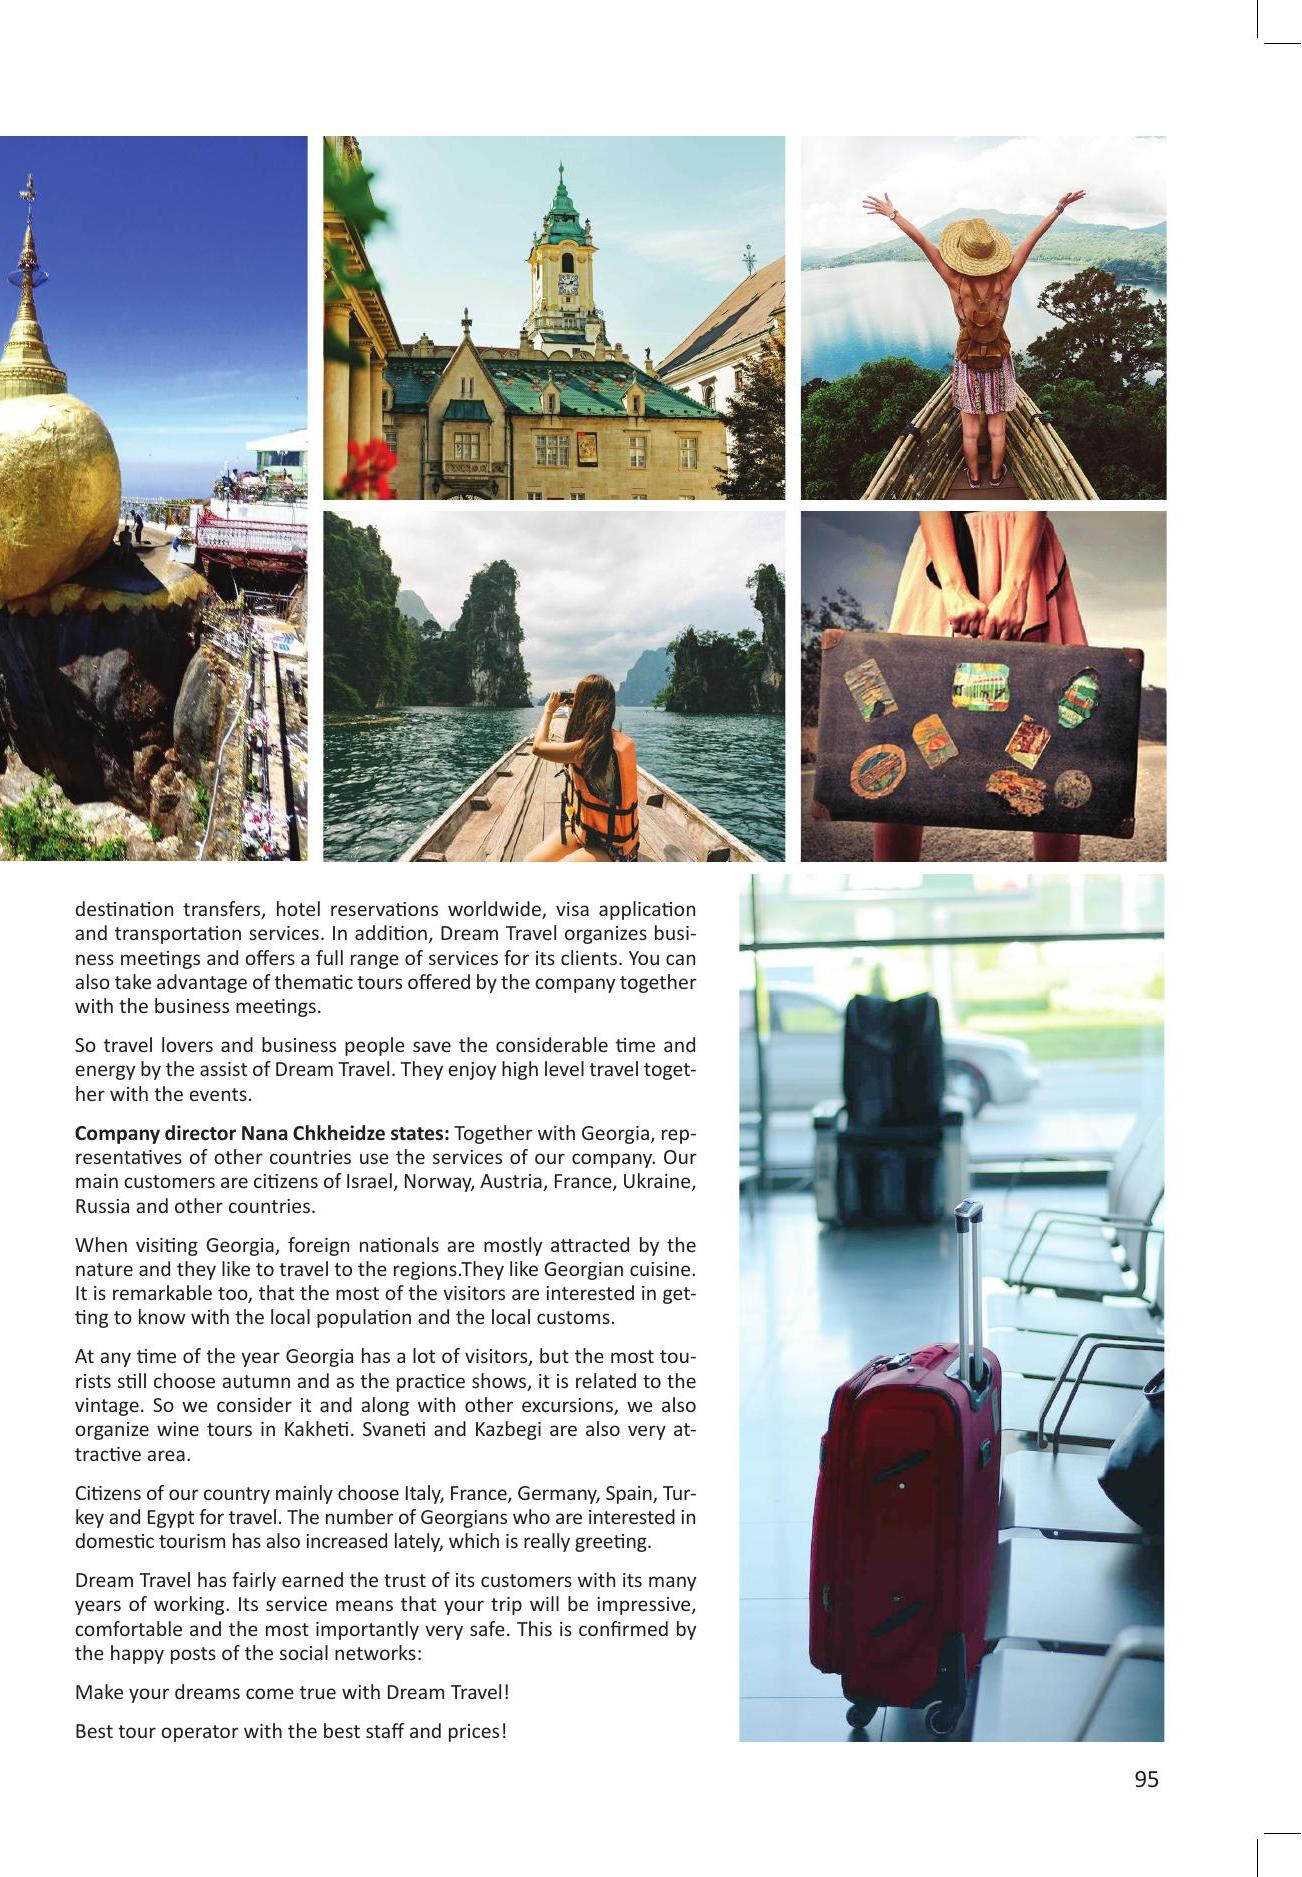 destination transfers, hotel reservations worldwide, visa application
and transportation services. In addition, Dream Travel organizes busi-
ness meetings and offers a full range of services for its clients. You can
also take advantage of thematic tours offered by the company together
with the business meetings.
So travel lovers and business people save the considerable time and
energy by the assist of Dream Travel. They enjoy high level travel toget-
her with the events.
Company director Nana Chkheidze states: Together with Georgia, rep-
resentatives of other countries use the services of our company. Our
main customers are citizens of Israel, Norway, Austria, France, Ukraine,
Russia and other countries.
When visiting Georgia, foreign nationals are mostly attracted by the
nature and they like to travel to the regions.They like Georgian cuisine.
It is remarkable too, that the most of the visitors are interested in get-
ting to know with the local population and the local customs.
At any time of the year Georgia has a lot of visitors, but the most tou-
rists still choose autumn and as the practice shows, it is related to the
vintage. So we consider it and along with other excursions, we also
organize wine tours in Kakheti. Svaneti and Kazbegi are also very at-
tractive area.
Citizens of our country mainly choose Italy, France, Germany, Spain, Tur-
key and Egypt for travel. The number of Georgians who are interested in
domestic tourism has also increased lately, which is really greeting.
Dream Travel has fairly earned the trust of its customers with its many
years of working. Its service means that your trip will be impressive,
comfortable and the most importantly very safe. This is confirmed by
the happy posts of the social networks:
Make your dreams come true with Dream Travel!
Best tour operator with the best staff and prices!
95